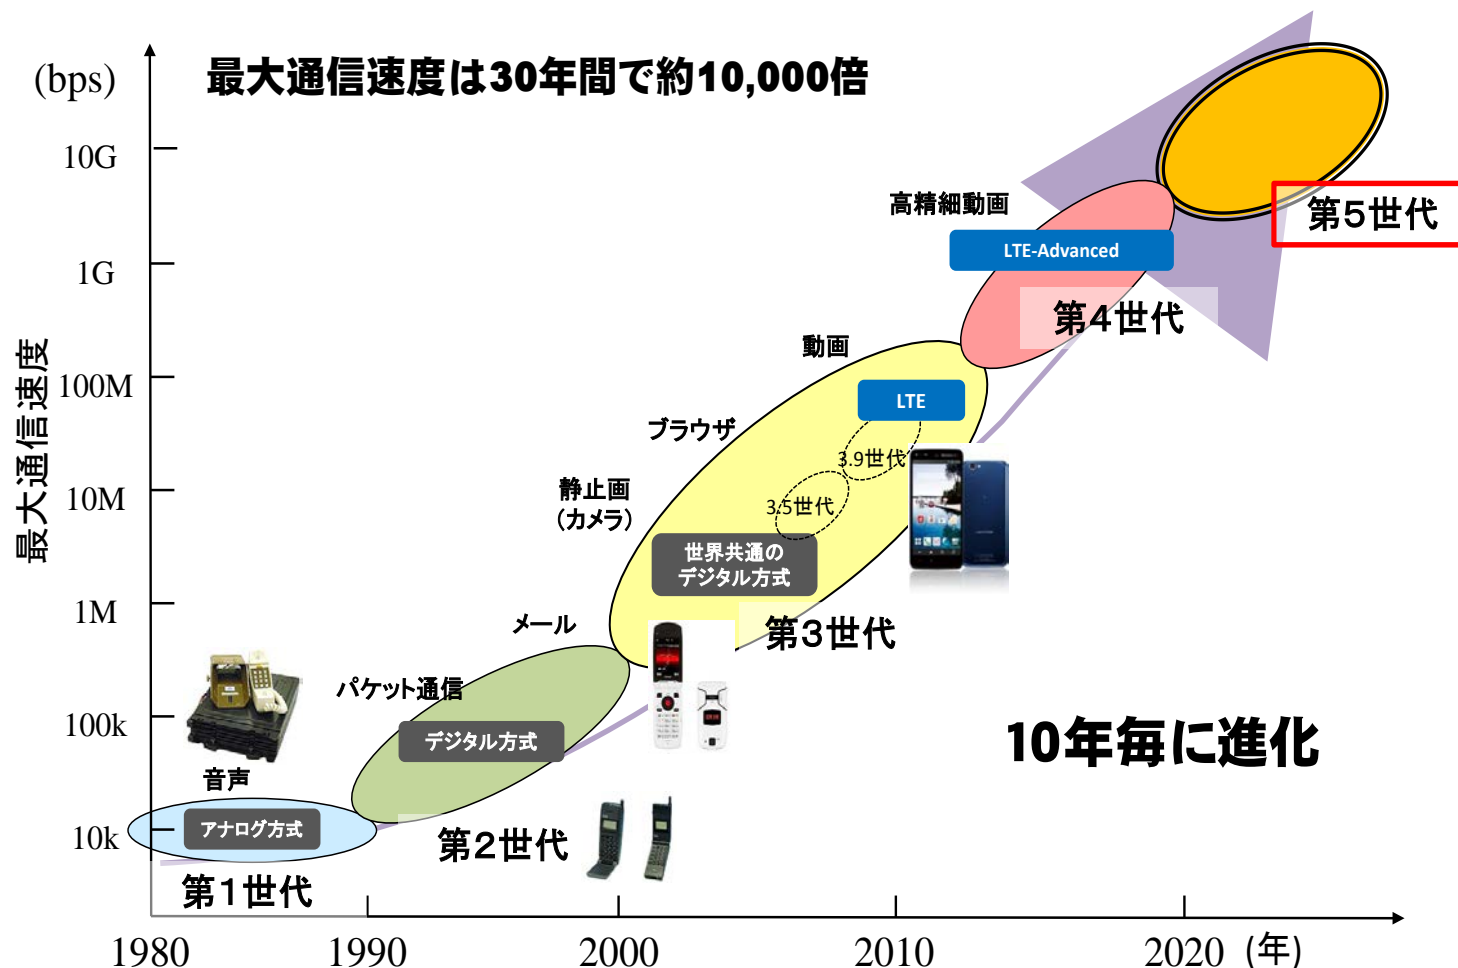 (bps)
最大通信速度は30年間で約10,000倍
10G
1G
100M
10M
1M
100k
10k
最大通信速度
高精細動画
LTE-Advanced
第5世代
第4世代
動画
LTE
ブラウザ
3.9世代
静止画
(カメラ)
3.5世代
世界共通の
デジタル方式
第3世代
メール
パケット通信
デジタル方式
10年毎に進化
音声
アナログ方式
第2世代
第1世代
1980
1990
2000
2010
2020
(年)